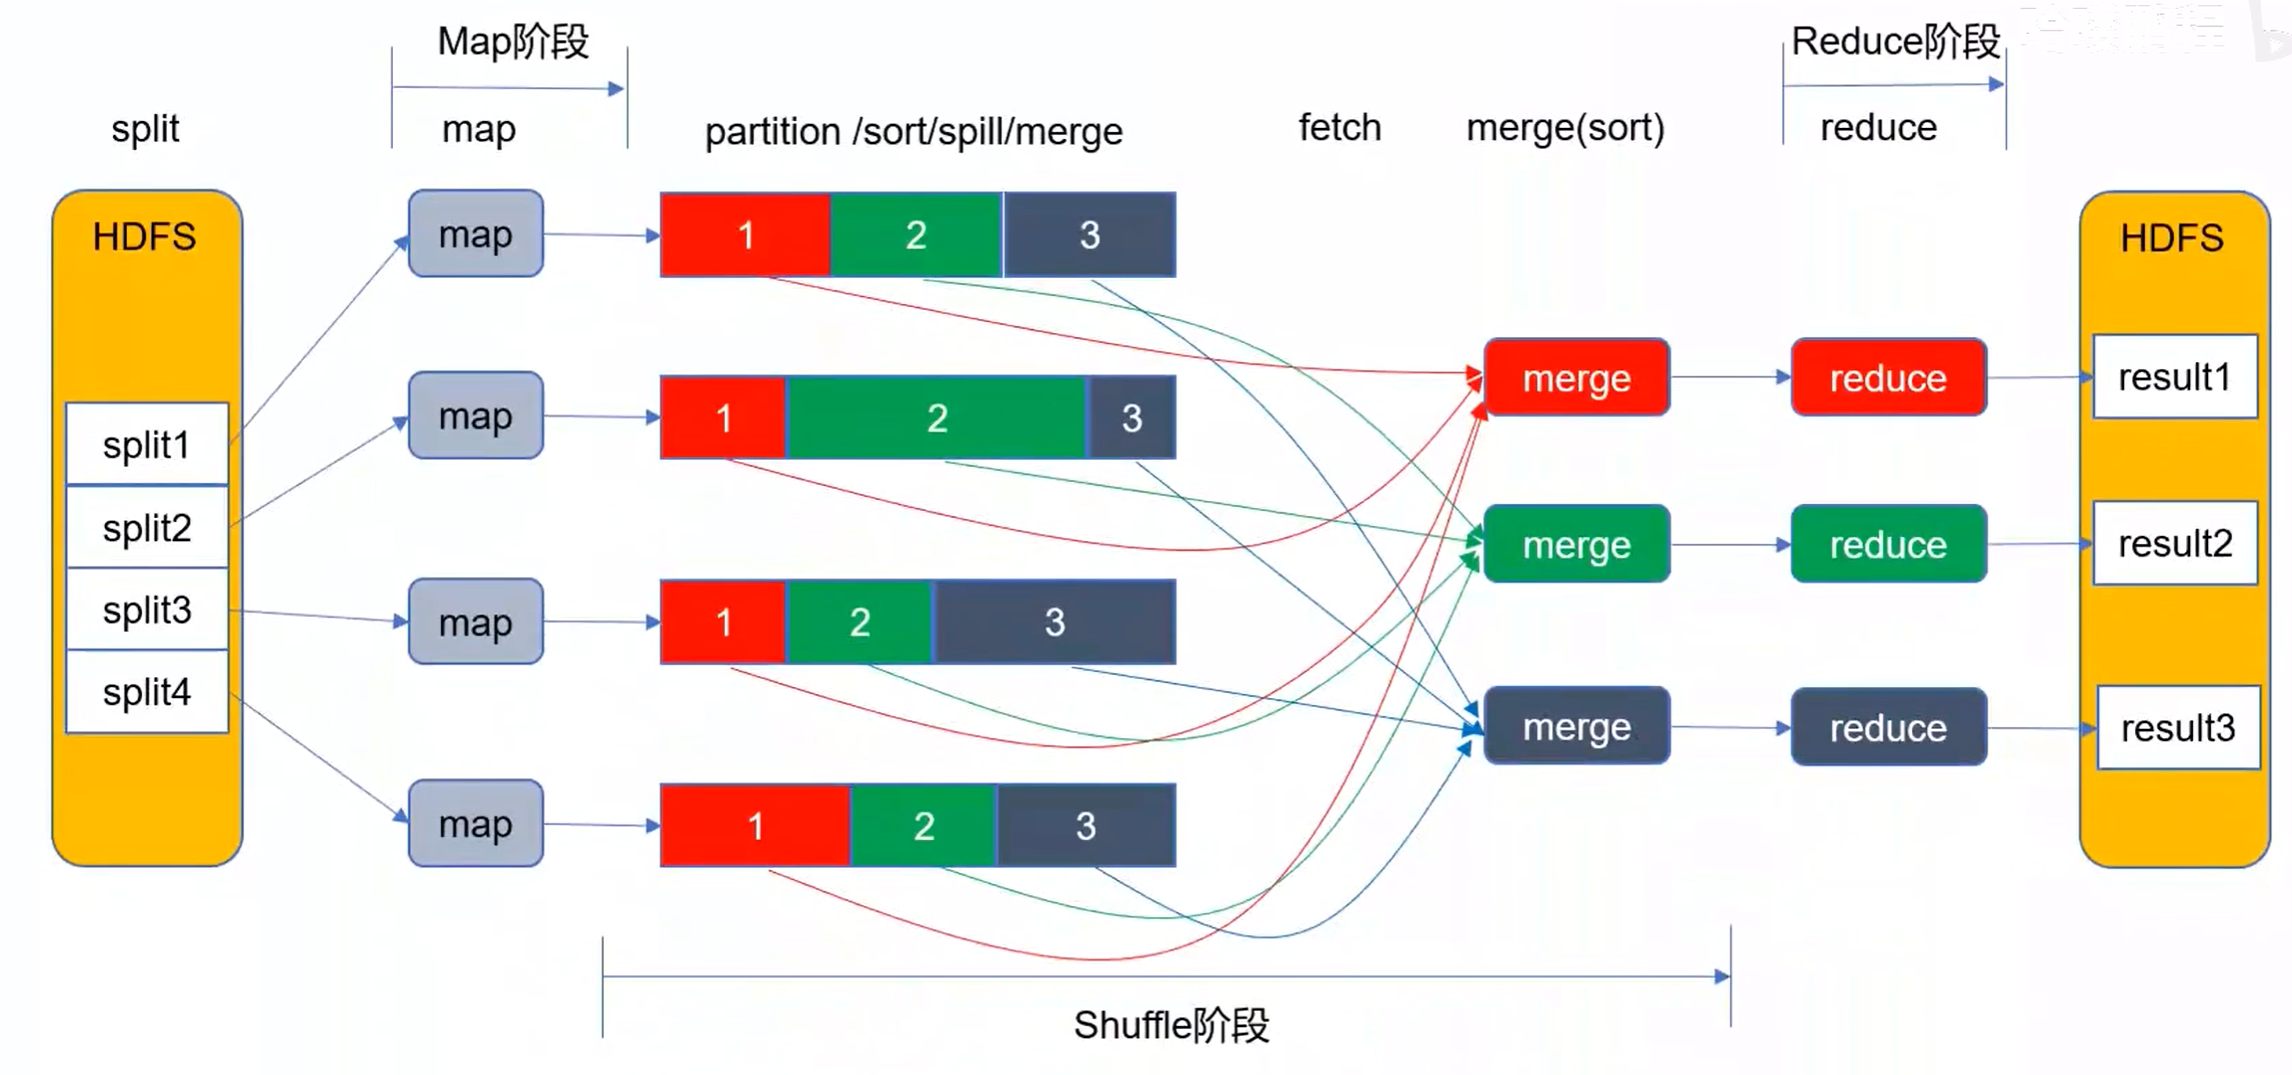 Map阶段
Reduce阶段
split
map
partition /sort/spill/merge
fetch
merge(sort)
reduce
HDFS
map
1
2
3
HDFS
merge
reduce
result1
split1
map
1
2
3
split2
merge
reduce
result2
split3
map
1
2
3
split4
merge
reduce
result3
map
1
2
3
Shuffle阶段